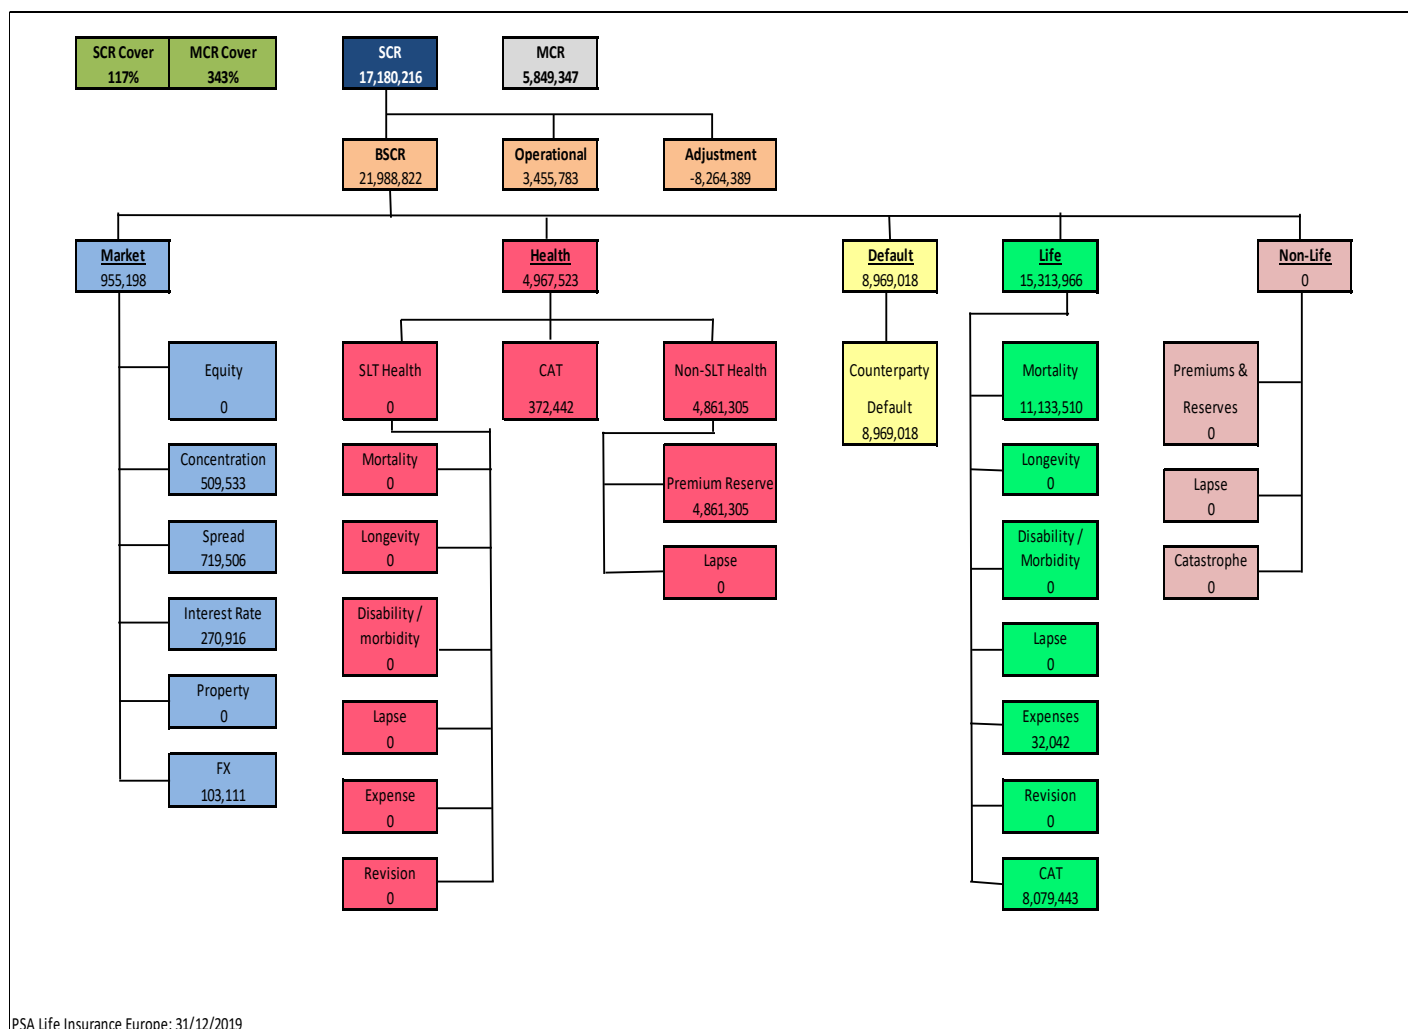 SCR Cover
117%
MCR Cover
343%
SCR
17,180,216
MCR
5,849,347
BSCR
21,988,822
Operational
3,455,783
Adjustment
-8,264,389
Market
955,198
Health
4,967,523
Default
8,969,018
Life
15,313,966
Non-Life
0
Equity
0
Concentration
509,533
Spread
719,506
Interest Rate
270,916
Property
0
FX
103,111
SLT Health
0
Mortality
0
Longevity
0
Disability /
morbidity
0
Lapse
0
Expense
0
Revision
0
CAT
372,442
Non-SLT Health
4,861,305
Premium Reserve
4,861,305
Lapse
0
Counterparty
Default
8,969,018
Mortality
11,133,510
Longevity
0
Disability /
Morbidity
0
Lapse
0
Expenses
32,042
Revision
0
CAT
8,079,443
Premiums &
Reserves
0
Lapse
0
Catastrophe
0
PSA Life Insurance Europe: 31/12/2019